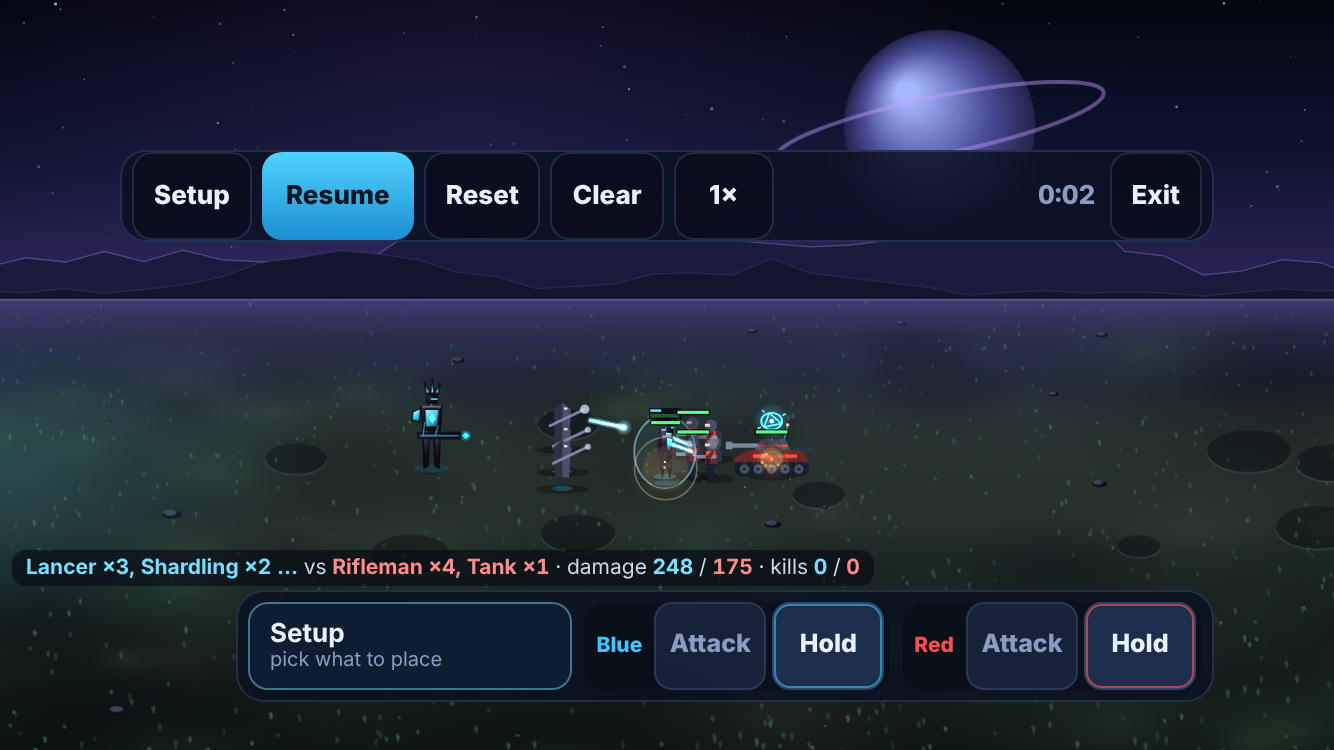 Setup Resume Reset Clear 1× 0:02 Exit
Lancer ×3, Shardling ×2 ... vs Rifleman ×4, Tank ×1 · damage 248 / 175 · kills 0 / 0
Setup
pick what to place
Blue Attack Hold Red Attack Hold